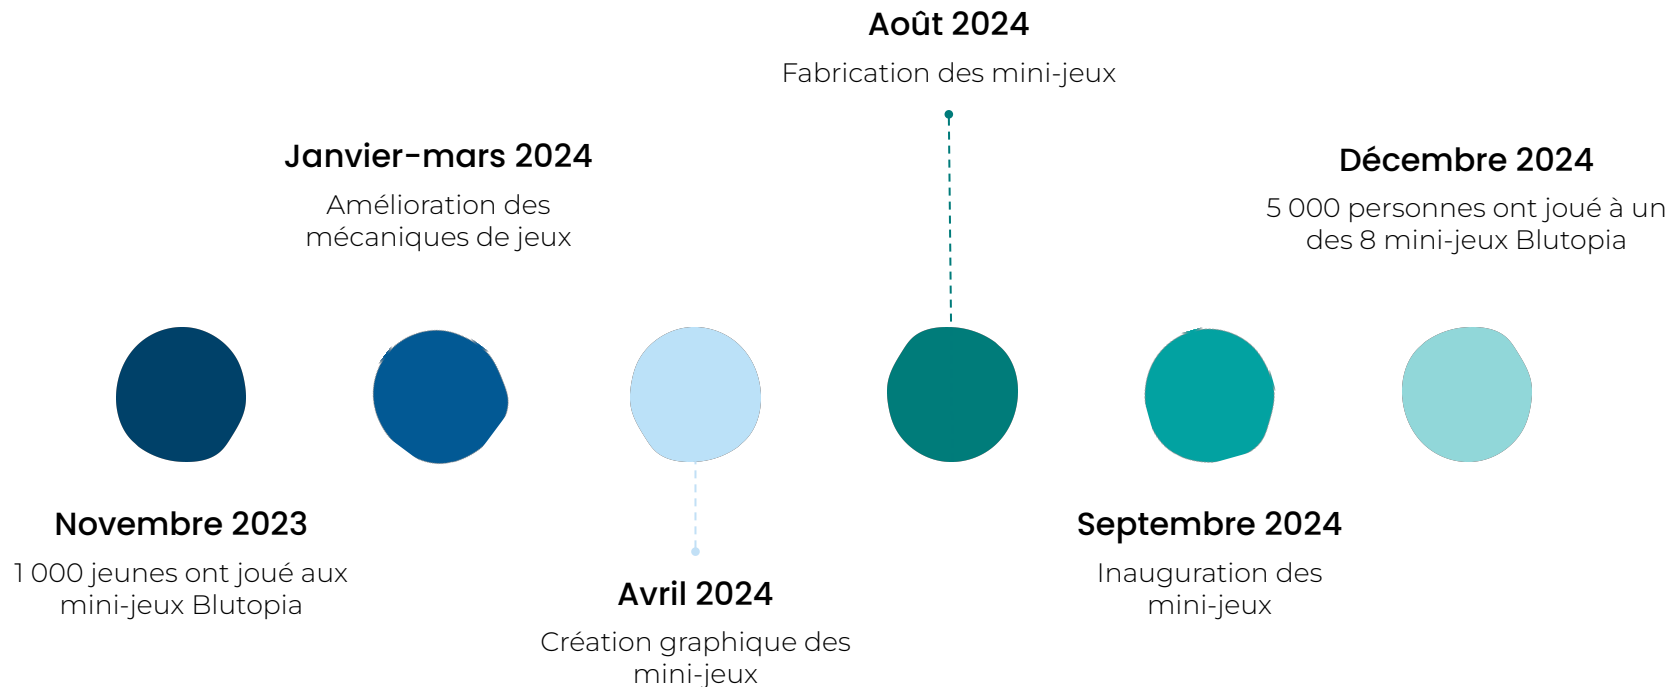 Novembre 2023
1 000 jeunes ont joué aux
mini-jeux Blutopia
Janvier-mars 2024
Amélioration des
mécaniques de jeux
Avril 2024
Création graphique des
mini-jeux
Août 2024
Fabrication des mini-jeux
Septembre 2024
Inauguration des
mini-jeux
Décembre 2024
5 000 personnes ont joué à un
des 8 mini-jeux Blutopia